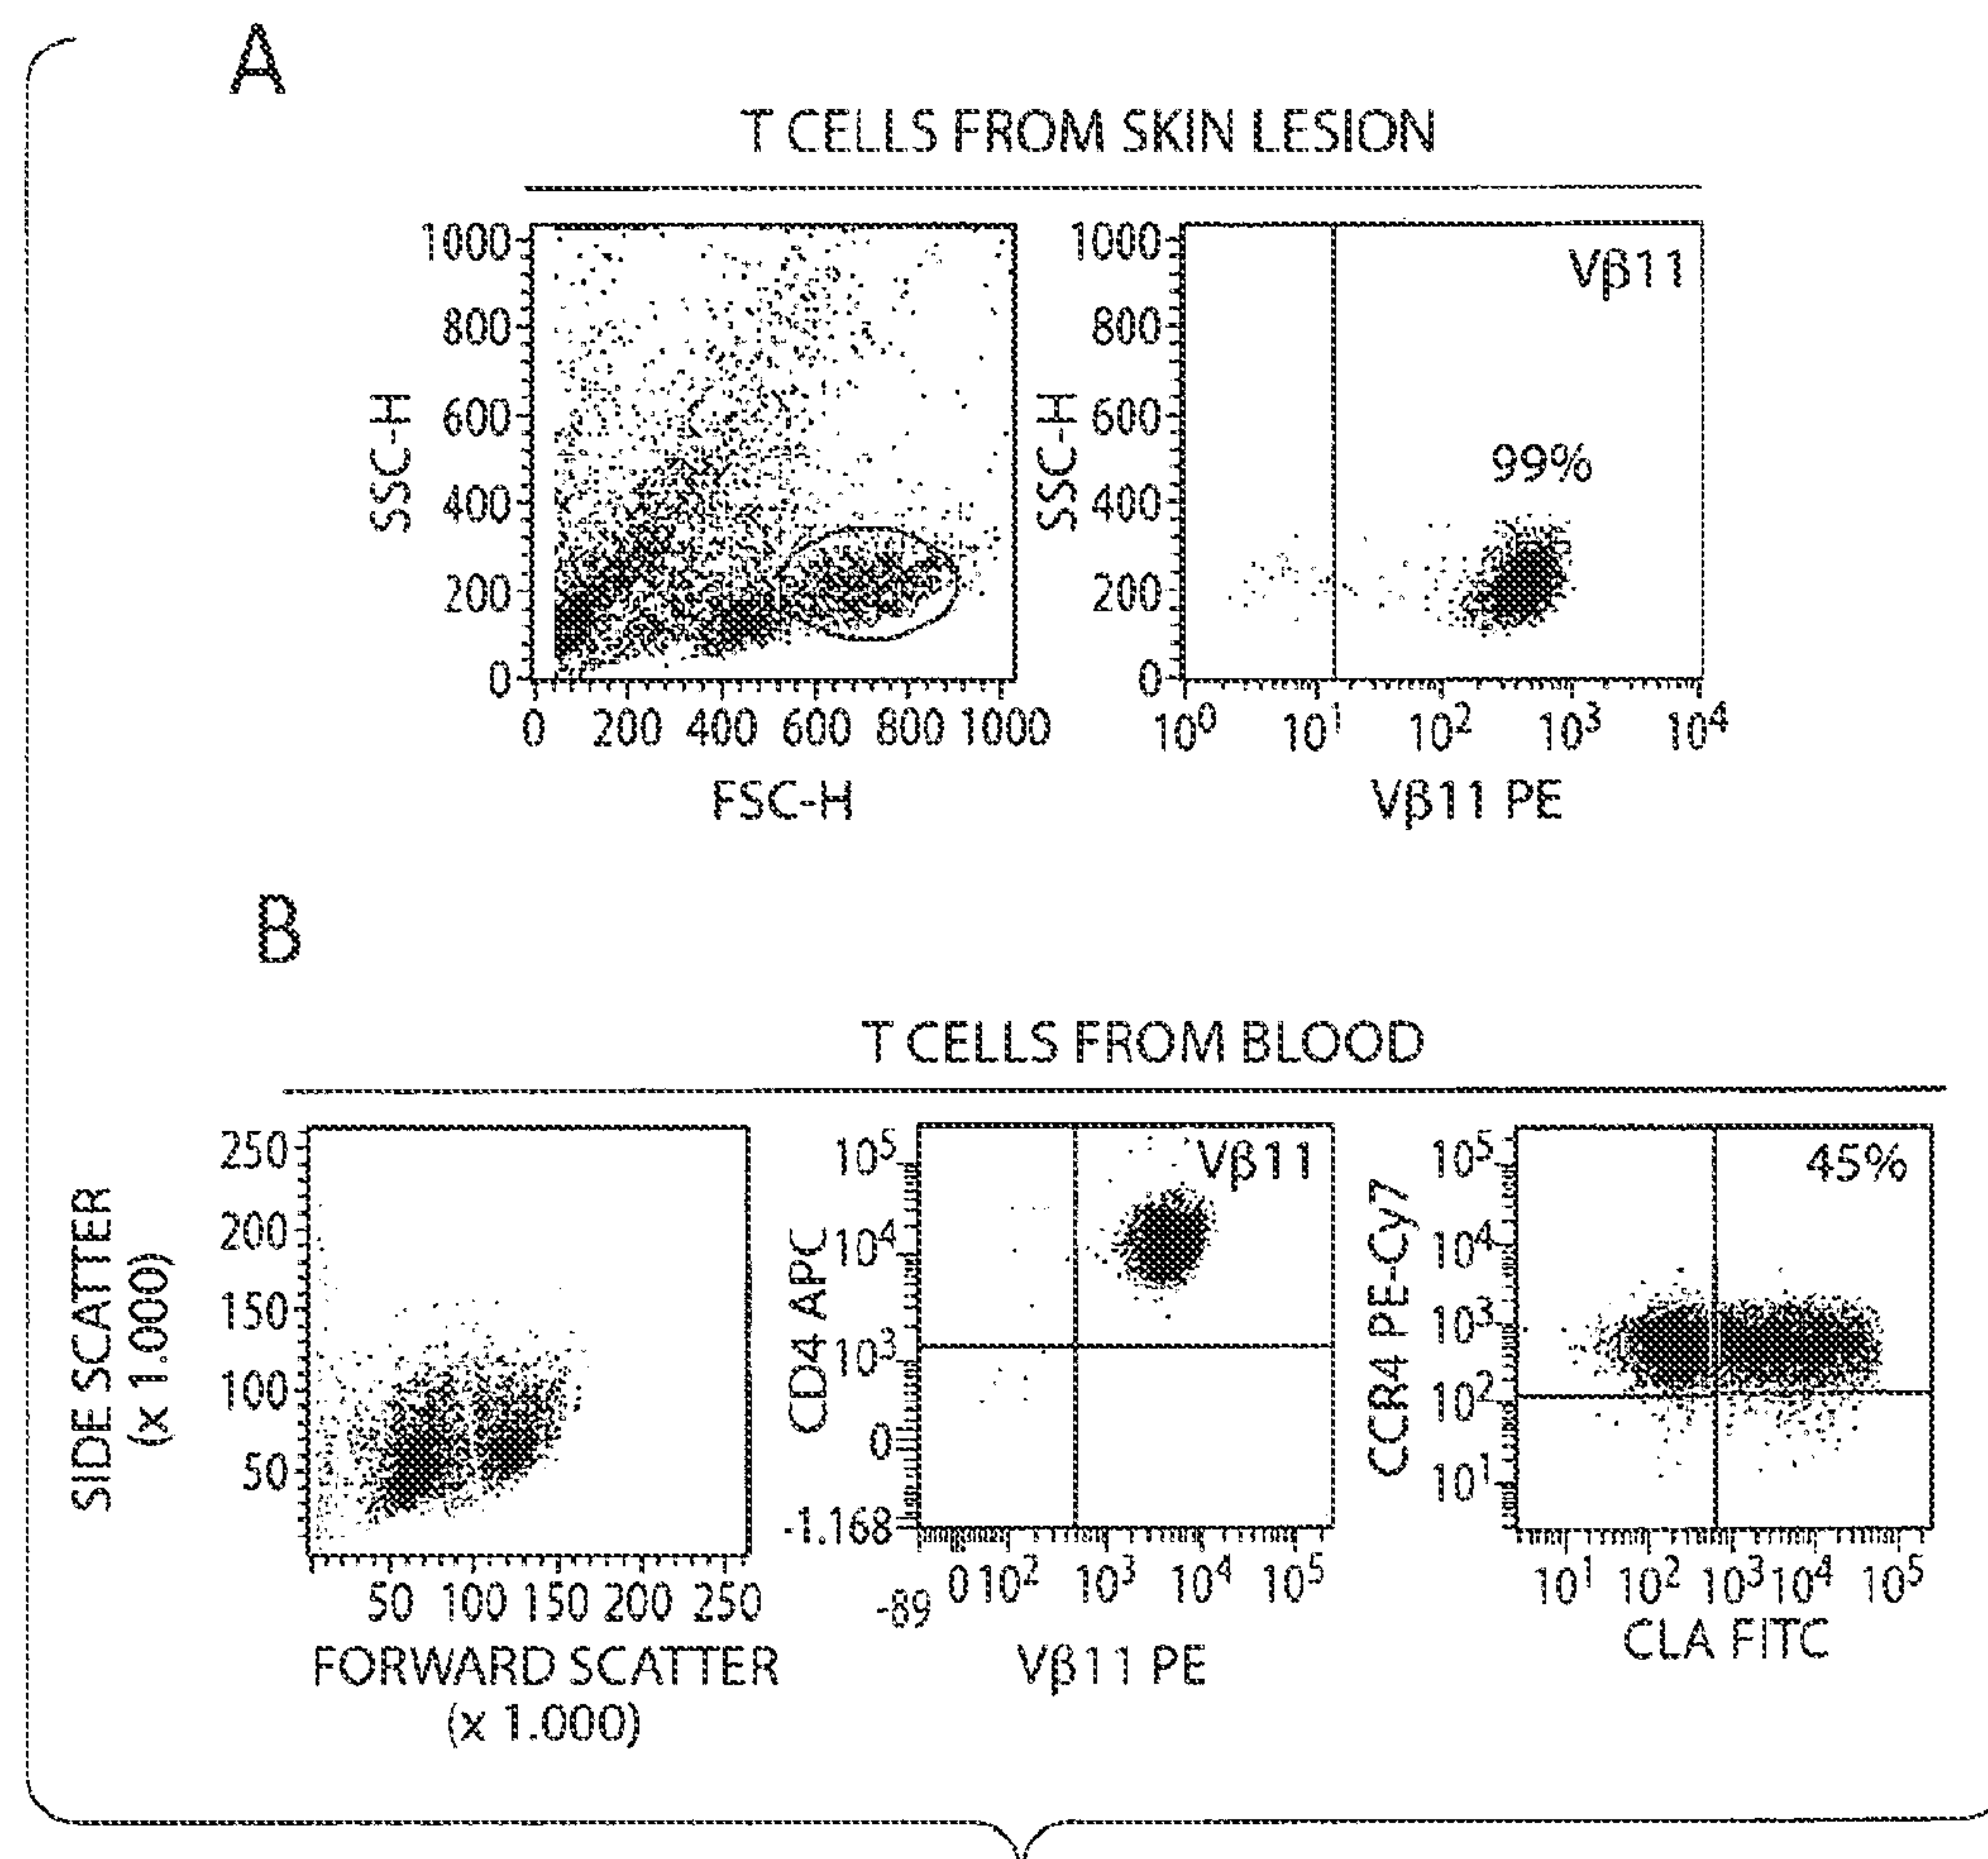 A
T CELLS FROM SKIN LESION
1000
800
600
400
200
0
SSC-H
0 200 400 600 800 1000
FSC-H
1000
800
600
400
200
0
SSC-H
Vβ11
99%
10⁰ 10¹ 10² 10³ 10⁴
Vβ11 PE
B
T CELLS FROM BLOOD
250
200
150
100
50
SIDE SCATTER
(x 1.000)
50 100 150 200 250
FORWARD SCATTER
(x 1.000)
10⁵
10⁴
10³
0
-1.168
CD4 APC
Vβ11
-89 0 10² 10³ 10⁴ 10⁵
Vβ11 PE
10⁵
10⁴
10³
10²
10¹
CCR4 PE-Cy7
45%
10¹ 10² 10³ 10⁴ 10⁵
CLA FITC